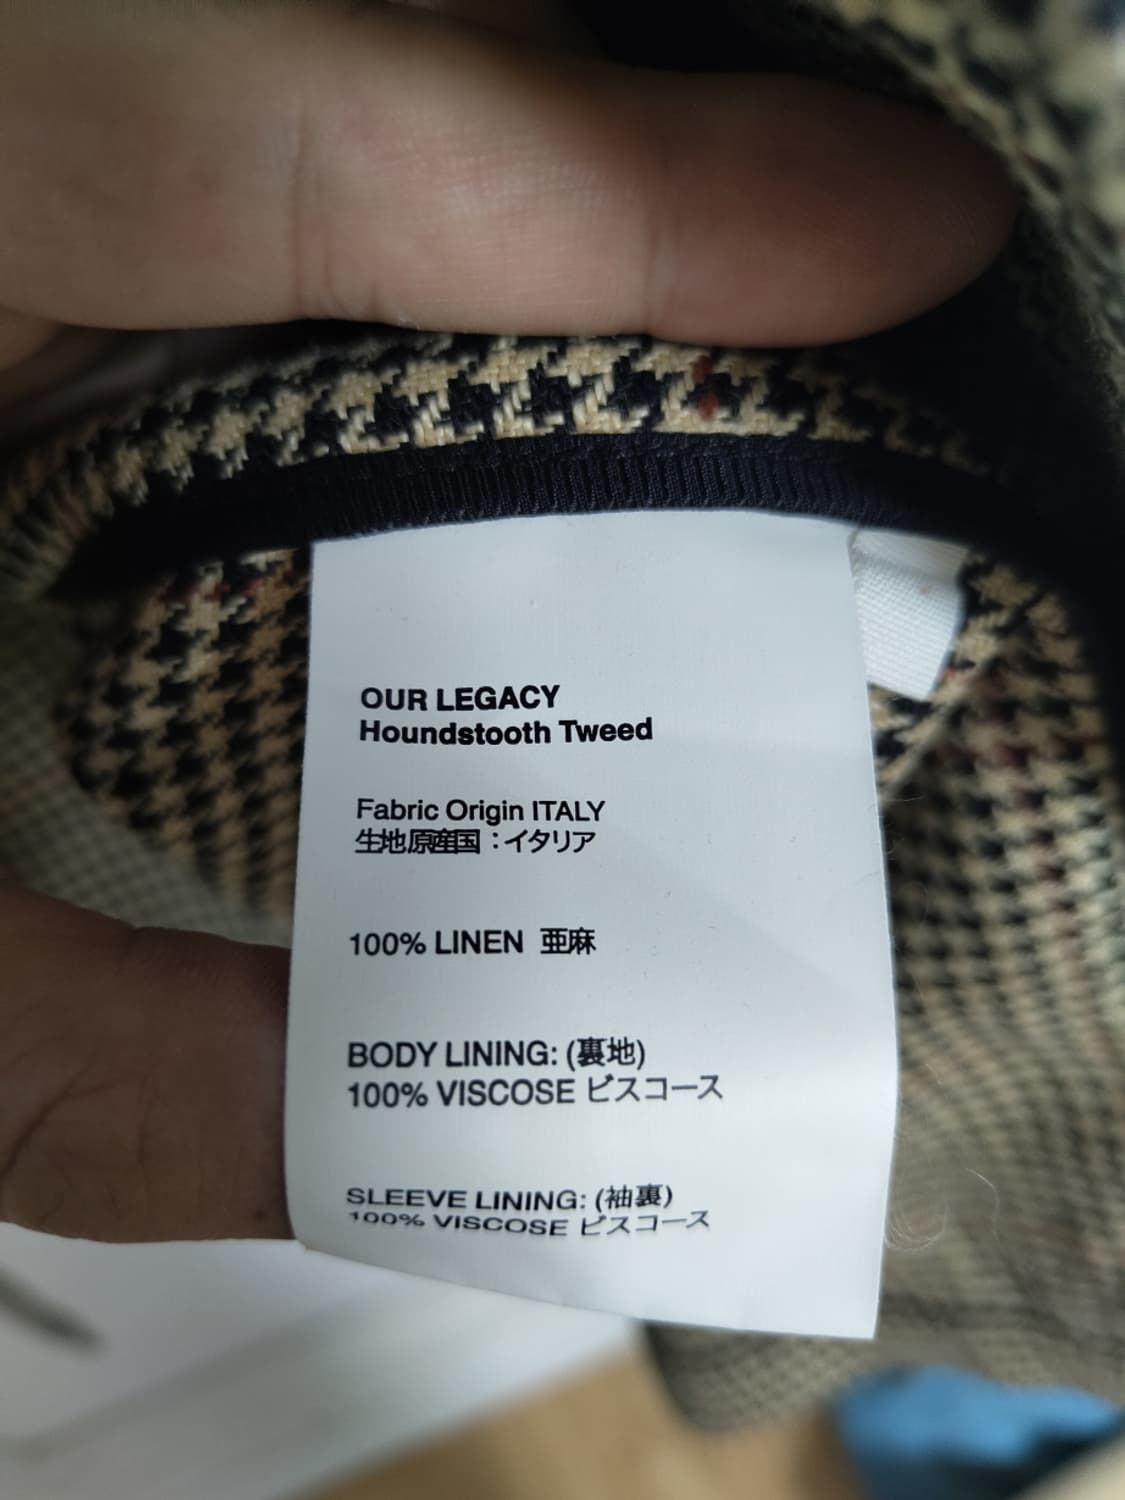 OUR LEGACY
Houndstooth Tweed
Fabric Origin ITALY
生地原産国：イタリア
100% LINEN 亜麻
BODY LINING: (裏地)
100% VISCOSE ビスコース
SLEEVE LINING: (袖裏)
100% VISCOSE ビスコース